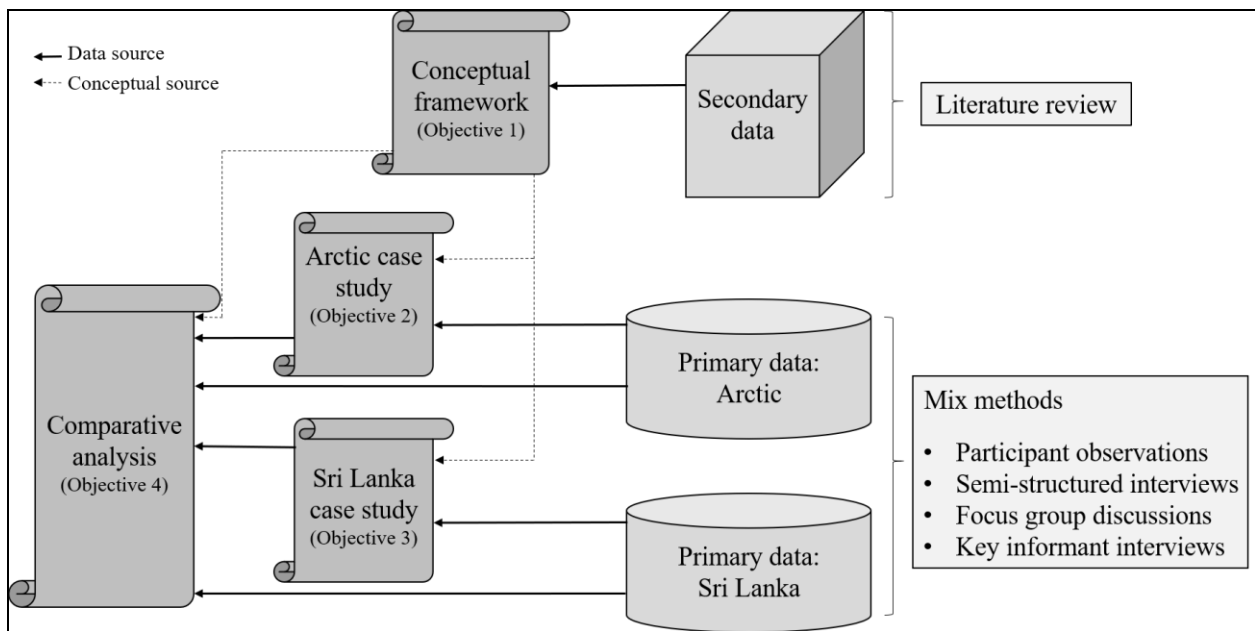 Data source
Conceptual source
Conceptual
framework
(Objective 1)
Secondary
data
Literature review
Arctic case
study
(Objective 2)
Primary data:
Arctic
Comparative
analysis
(Objective 4)
Sri Lanka
case study
(Objective 3)
Primary data:
Sri Lanka
Mix methods
• Participant observations
• Semi-structured interviews
• Focus group discussions
• Key informant interviews